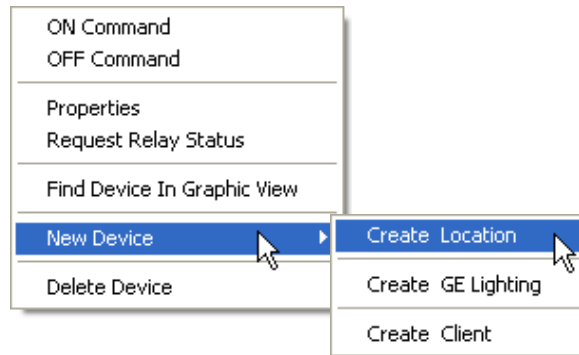 ON Command
OFF Command
Properties
Request Relay Status
Find Device In Graphic View
New Device
Delete Device
Create Location
Create GE Lighting
Create Client